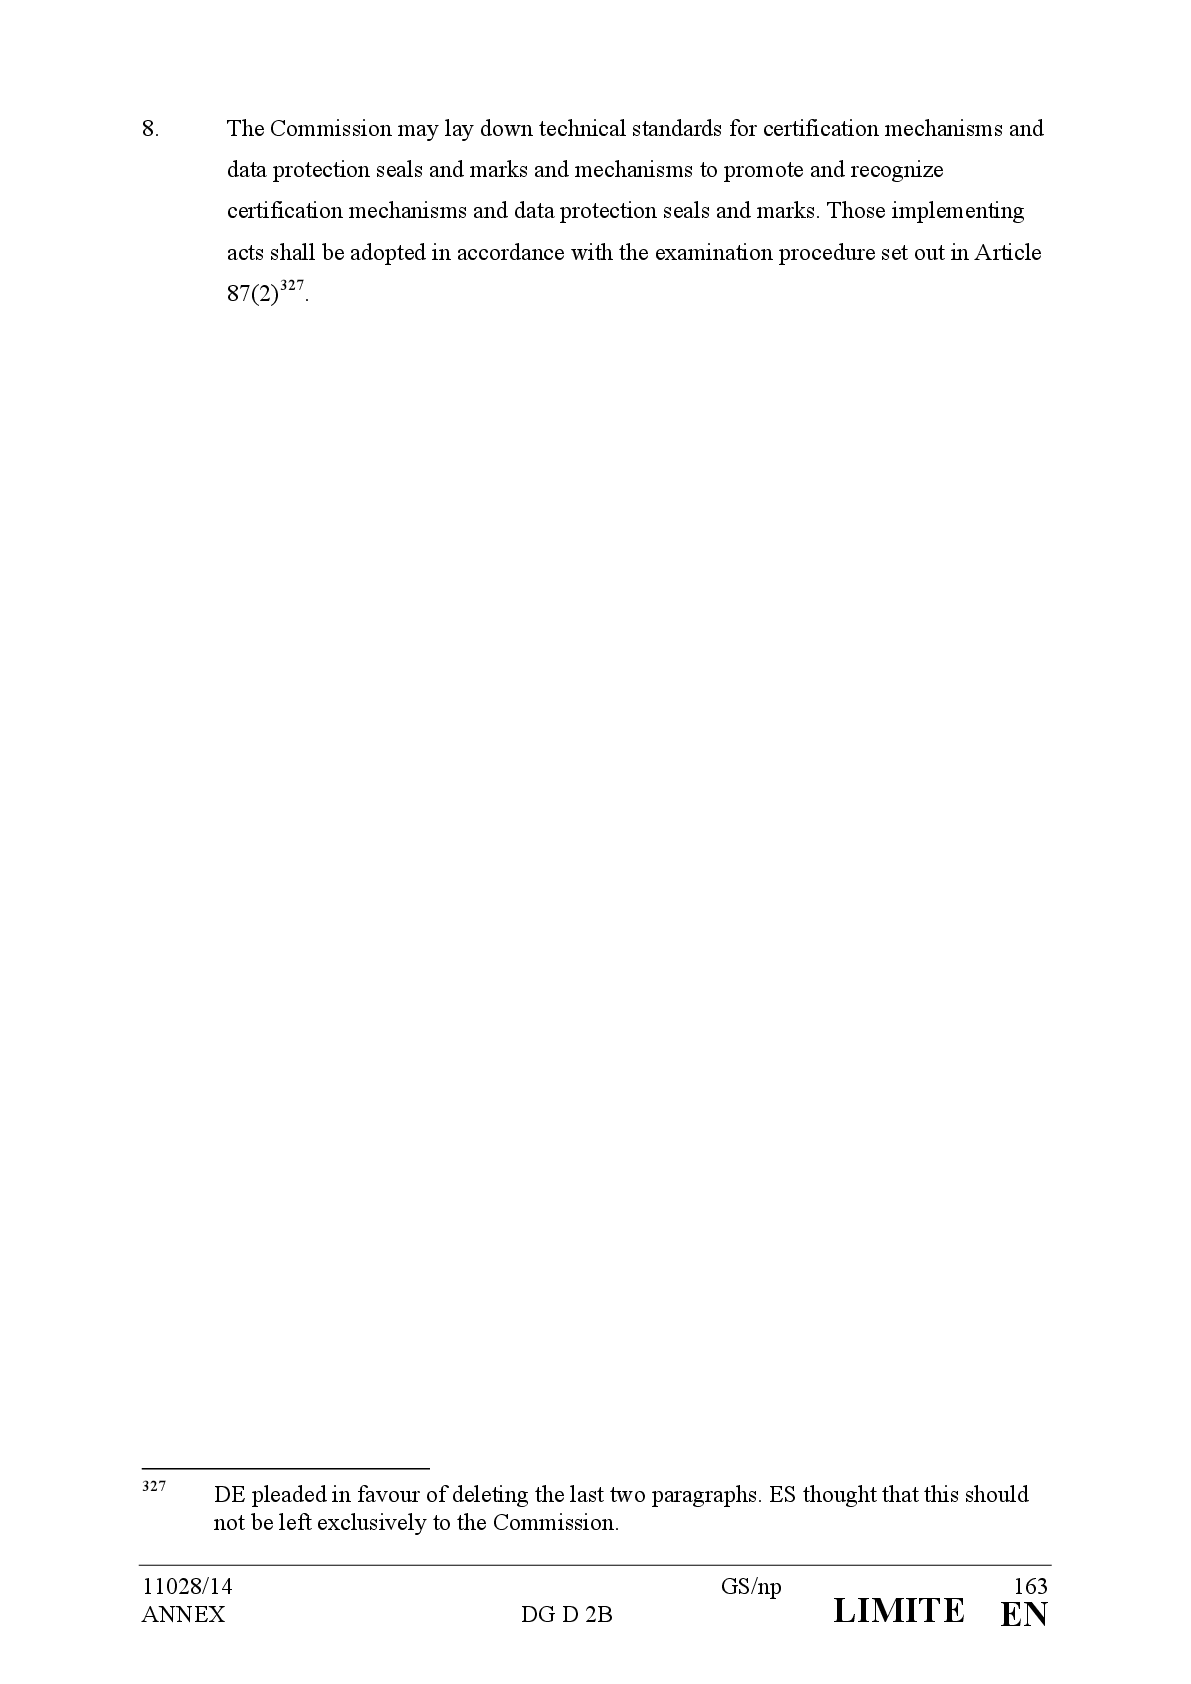 8. The Commission may lay down technical standards for certification mechanisms and
data protection seals and marks and mechanisms to promote and recognize
certification mechanisms and data protection seals and marks. Those implementing
acts shall be adopted in accordance with the examination procedure set out in Article
87(2)327.
327 DE pleaded in favour of deleting the last two paragraphs. ES thought that this should
not be left exclusively to the Commission.
11028/14 GS/np 163
ANNEX DG D 2B LIMITE EN